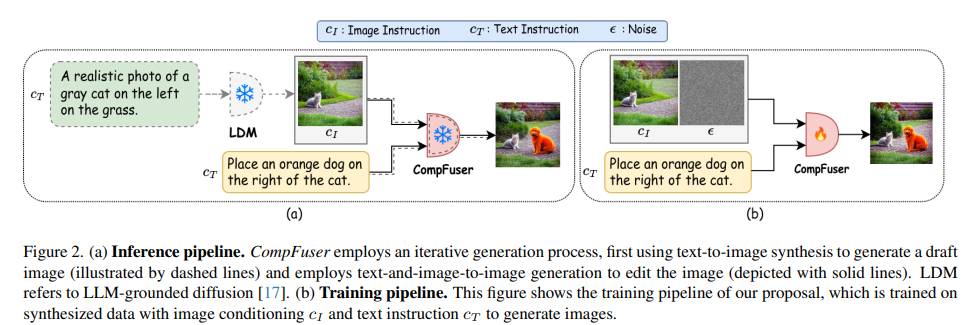 c_I : Image Instruction c_T : Text Instruction ϵ : Noise
c_T
A realistic photo of a
gray cat on the left
on the grass.
LDM
c_I
c_T
Place an orange dog on
the right of the cat.
CompFuser
(a)
c_I ϵ
c_T
Place an orange dog on
the right of the cat.
CompFuser
(b)
Figure 2. (a) Inference pipeline. CompFuser employs an iterative generation process, first using text-to-image synthesis to generate a draft
image (illustrated by dashed lines) and employs text-and-image-to-image generation to edit the image (depicted with solid lines). LDM
refers to LLM-grounded diffusion [17]. (b) Training pipeline. This figure shows the training pipeline of our proposal, which is trained on
synthesized data with image conditioning c_I and text instruction c_T to generate images.